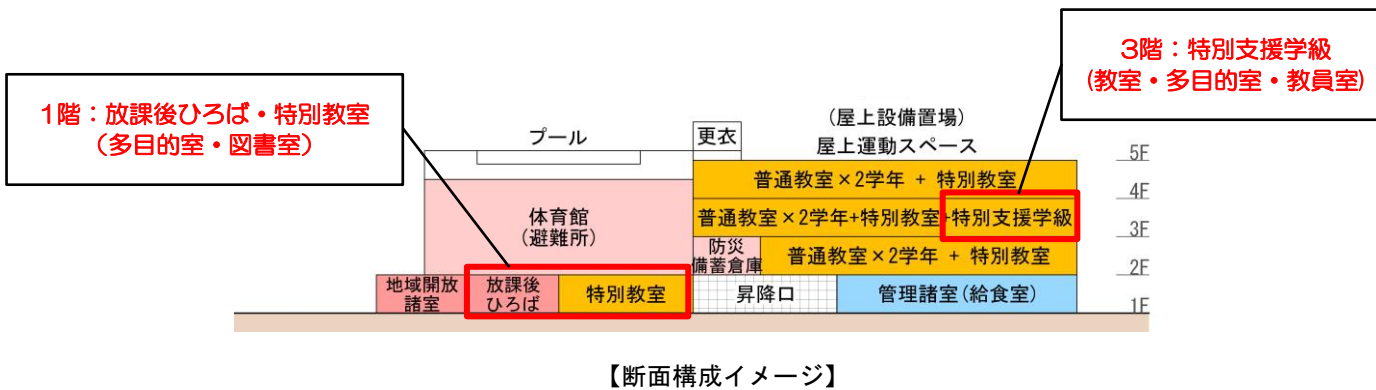 3階：特別支援学級
(教室・多目的室・教員室)
1階：放課後ひろば・特別教室
（多目的室・図書室）
プール
更衣
(屋上設備置場)
屋上運動スペース
5F
普通教室×2学年 + 特別教室
4F
体育館
(避難所)
普通教室×2学年+特別教室+特別支援学級
3F
防災
備蓄倉庫
普通教室×2学年 + 特別教室
2F
地域開放
諸室
放課後
ひろば
特別教室
昇降口
管理諸室(給食室)
1F
【断面構成イメージ】